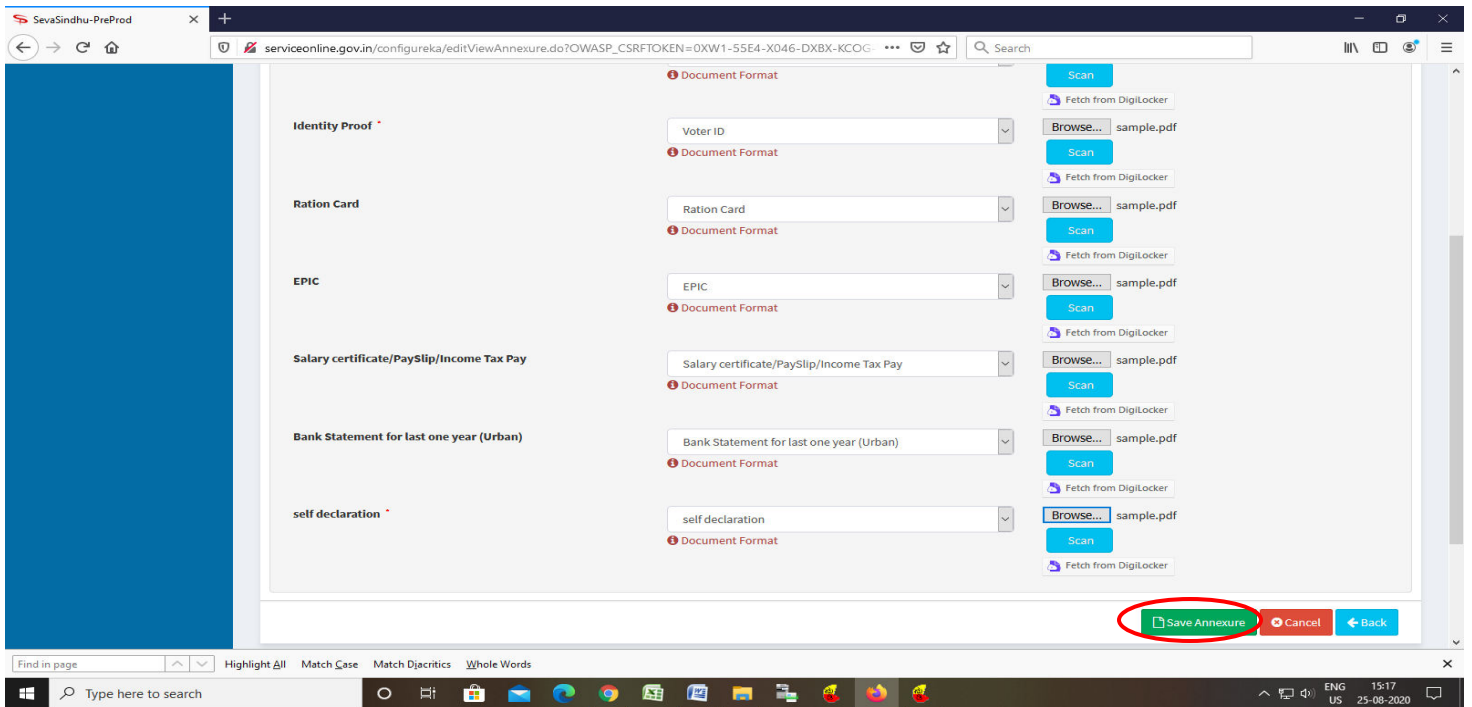 SevaSindhu-PreProd
serviceonline.gov.in/configureka/editViewAnnexure.do?OWASP_CSRFTOKEN=0XW1-55E4-X046-DXBX-KCOG-
Search
Document Format
Scan
Fetch from DigiLocker
Identity Proof *
Voter ID
Browse... sample.pdf
Document Format
Scan
Fetch from DigiLocker
Ration Card
Ration Card
Browse... sample.pdf
Document Format
Scan
Fetch from DigiLocker
EPIC
EPIC
Browse... sample.pdf
Document Format
Scan
Fetch from DigiLocker
Salary certificate/PaySlip/Income Tax Pay
Salary certificate/PaySlip/Income Tax Pay
Browse... sample.pdf
Document Format
Scan
Fetch from DigiLocker
Bank Statement for last one year (Urban)
Bank Statement for last one year (Urban)
Browse... sample.pdf
Document Format
Scan
Fetch from DigiLocker
self declaration *
self declaration
Browse... sample.pdf
Document Format
Scan
Fetch from DigiLocker
Save Annexure
Cancel
Back
Find in page
Highlight All Match Case Match Diacritics Whole Words
Type here to search
ENG 15:17
US 25-08-2020